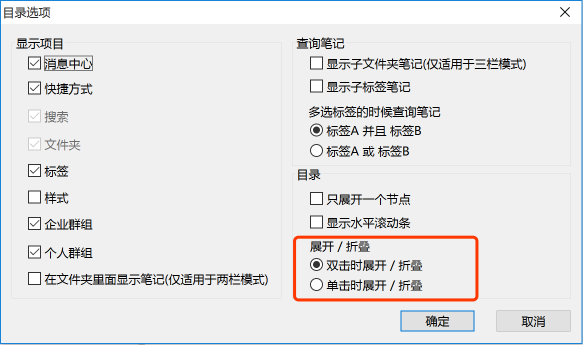 目录选项
显示项目
消息中心
快捷方式
搜索
文件夹
标签
样式
企业群组
个人群组
在文件夹里面显示笔记(仅适用于两栏模式)
查询笔记
显示子文件夹笔记(仅适用于三栏模式)
显示子标签笔记
多选标签的时候查询笔记
标签A 并且 标签B
标签A 或 标签B
目录
只展开一个节点
显示水平滚动条
展开 / 折叠
双击时展开 / 折叠
单击时展开 / 折叠
确定
取消